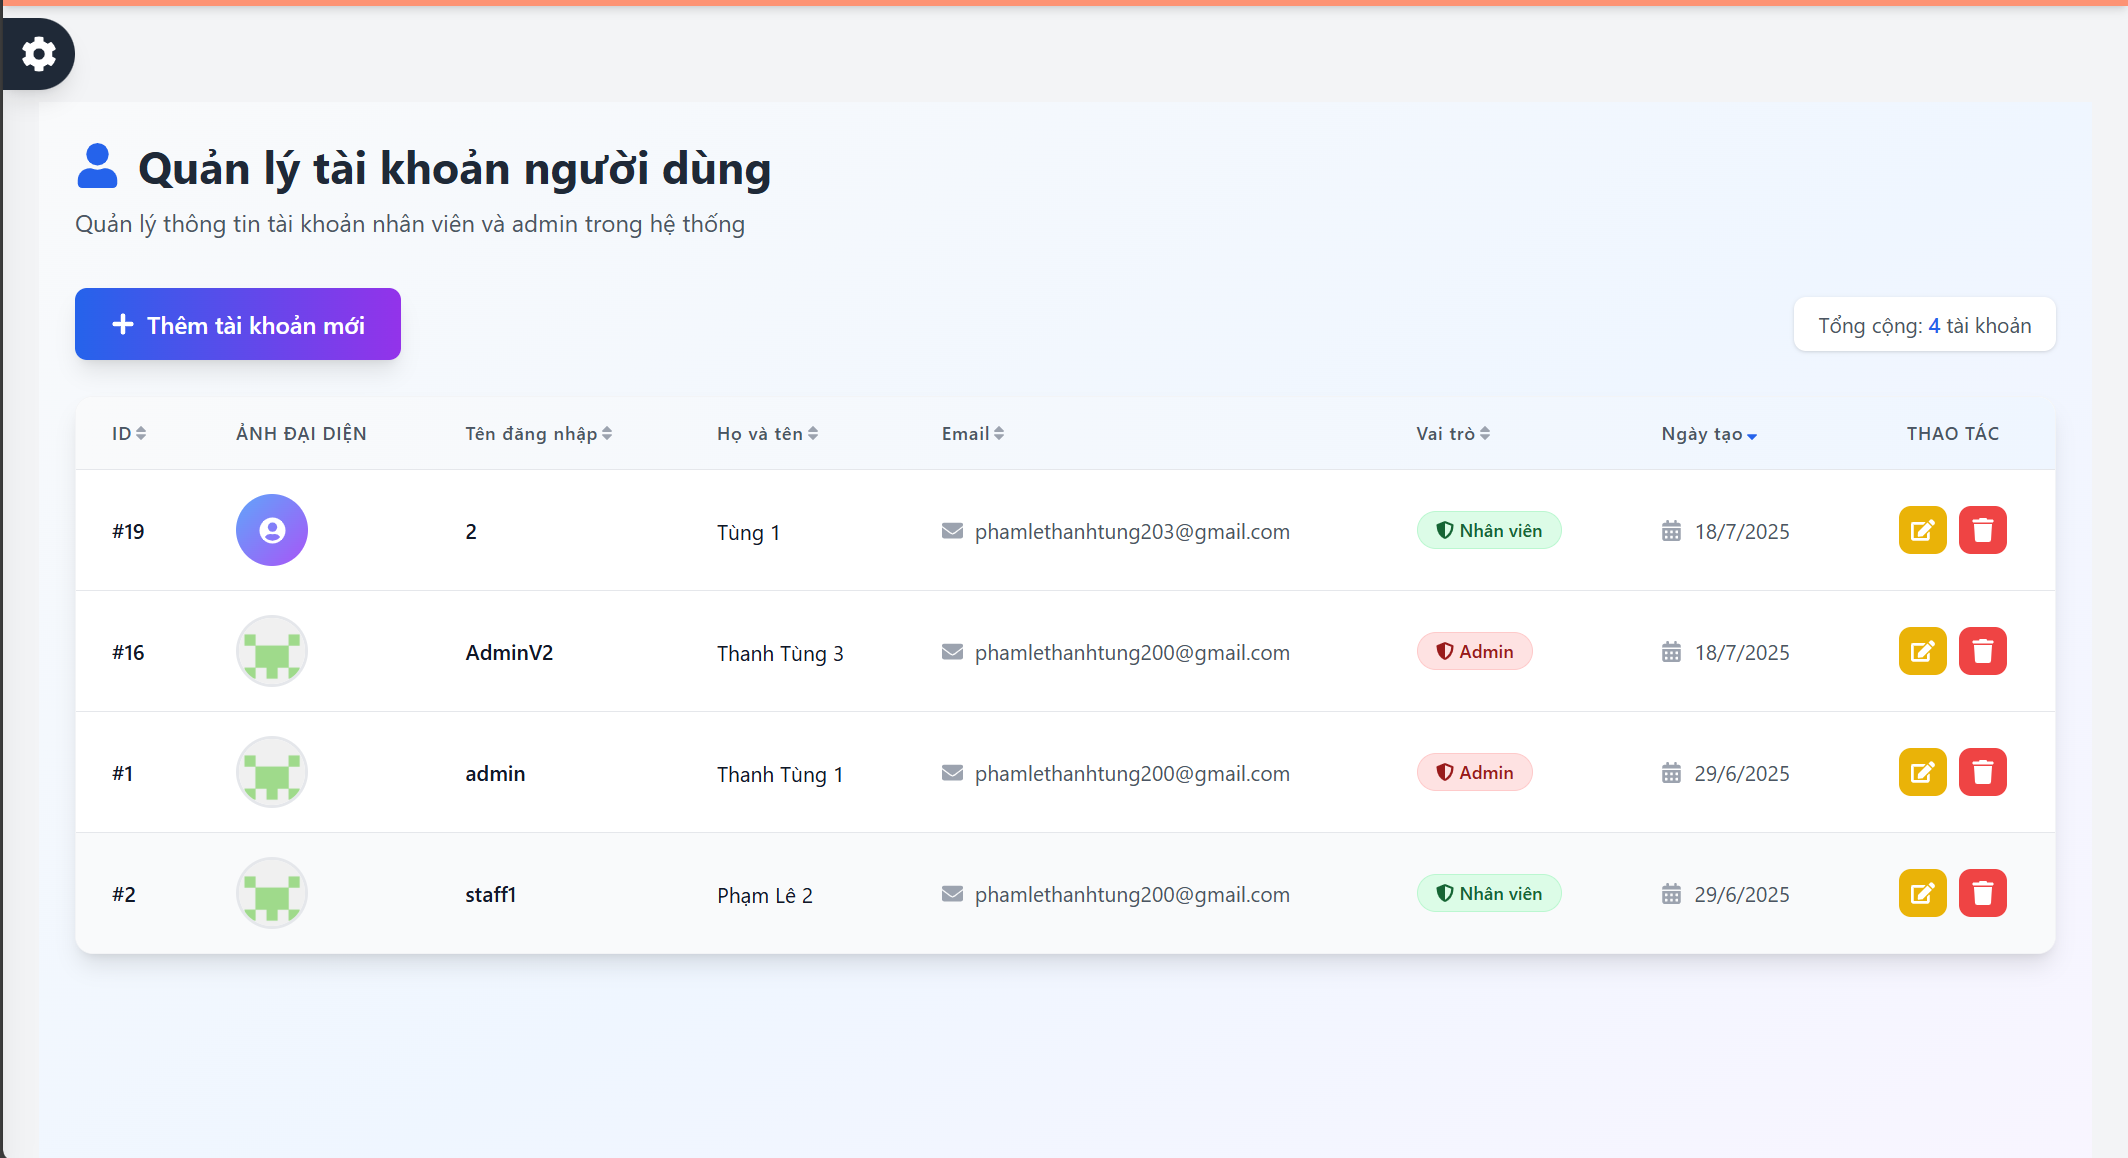 Quản lý tài khoản người dùng
Quản lý thông tin tài khoản nhân viên và admin trong hệ thống
Thêm tài khoản mới
Tổng cộng: 4 tài khoản
ID ẢNH ĐẠI DIỆN Tên đăng nhập Họ và tên Email Vai trò Ngày tạo THAO TÁC
#19 2 Tùng 1 phamlethanhtung203@gmail.com Nhân viên 18/7/2025
#16 AdminV2 Thanh Tùng 3 phamlethanhtung200@gmail.com Admin 18/7/2025
#1 admin Thanh Tùng 1 phamlethanhtung200@gmail.com Admin 29/6/2025
#2 staff1 Phạm Lê 2 phamlethanhtung200@gmail.com Nhân viên 29/6/2025